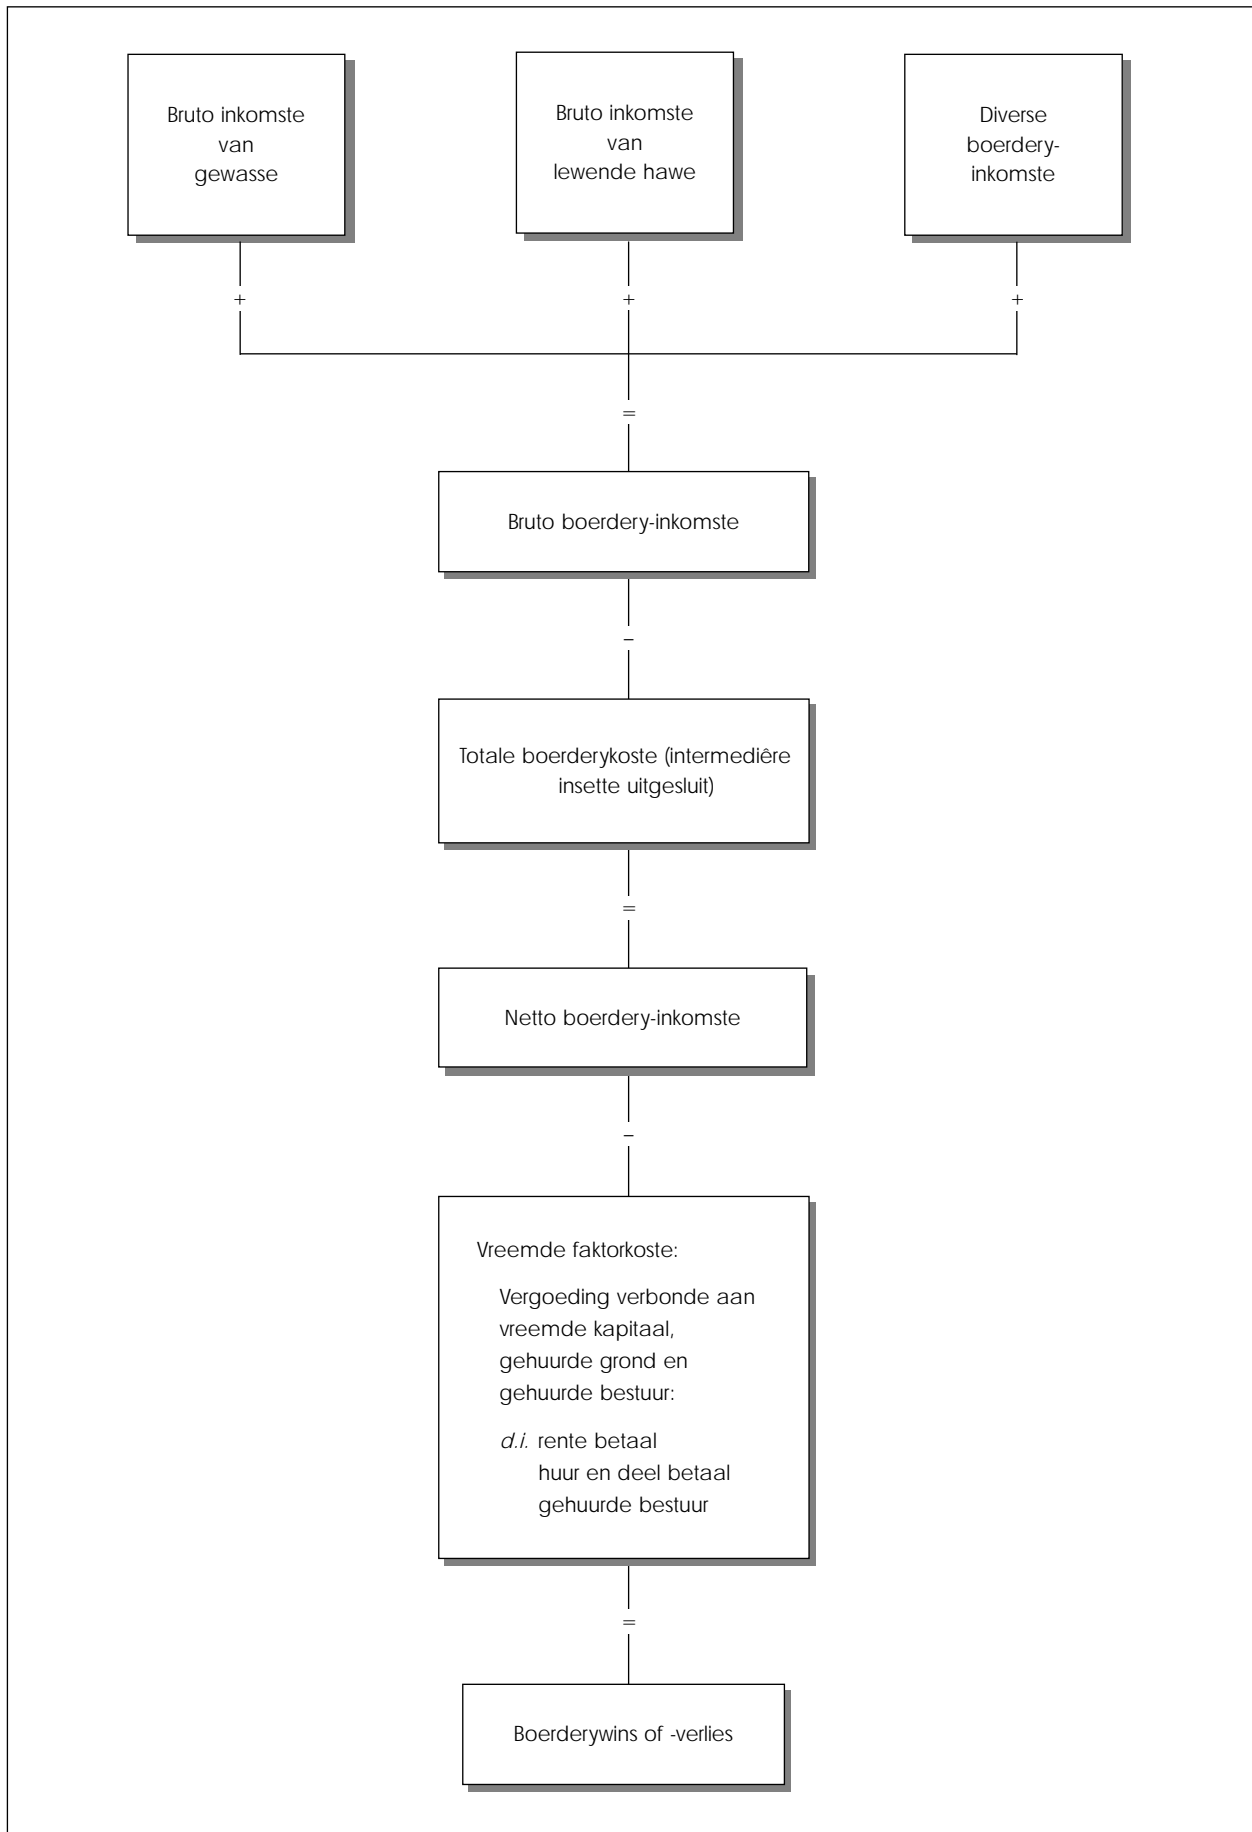 Bruto inkomste
van
gewasse
Bruto inkomste
van
lewende hawe
Diverse
boerdery-
inkomste
+
+
+
=
Bruto boerdery-inkomste
–
Totale boerderykoste (intermediêre
insette uitgesluit)
=
Netto boerdery-inkomste
–
Vreemde faktorkoste:
Vergoeding verbonde aan
vreemde kapitaal,
gehuurde grond en
gehuurde bestuur:
d.i. rente betaal
huur en deel betaal
gehuurde bestuur
=
Boerderywins of -verlies